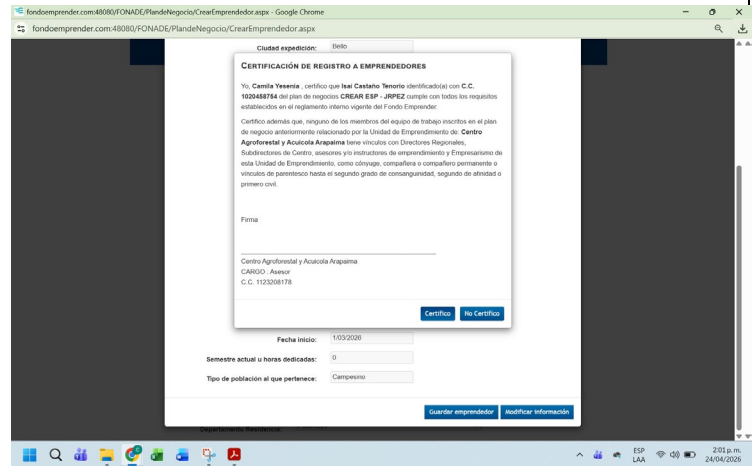 fondoemprender.com:48080/FONADE/PlandeNegocio/CrearEmprendedor.aspx - Google Chrome
fondoemprender.com:48080/FONADE/PlandeNegocio/CrearEmprendedor.aspx
Ciudad expedición: Bello
CERTIFICACIÓN DE REGISTRO A EMPRENDEDORES
Yo, Camila Yesenia , certifico que Isai Castaño Tenorio identificado(a) con C.C.
1020458754 del plan de negocios CREAR ESP - JRPEZ cumple con todos los requisitos
establecidos en el reglamento interno vigente del Fondo Emprender.
Certifico además que, ninguno de los miembros del equipo de trabajo inscritos en el plan
de negocio anteriormente relacionado por la Unidad de Emprendimiento de: Centro
Agroforestal y Acuicola Arapaima tiene vínculos con Directores Regionales,
Subdirectores de Centro, asesores y/o instructores de emprendimiento y Empresarismo de
esta Unidad de Emprendimiento, como cónyuge, compañera o compañero permanente o
vínculos de parentesco hasta el segundo grado de consanguinidad, segundo de afinidad o
primero civil.
Firma
Centro Agroforestal y Acuicola Arapaima
CARGO . Asesor
C.C. 1123208178
Certifico No Certifico
Fecha inicio: 1/03/2026
Semestre actual u horas dedicadas: 0
Tipo de población al que pertenece: Campesino
Guardar emprendedor Modificar información
Departamento Residencia:
ESP 2:01 p. m.
LAA 24/04/2026